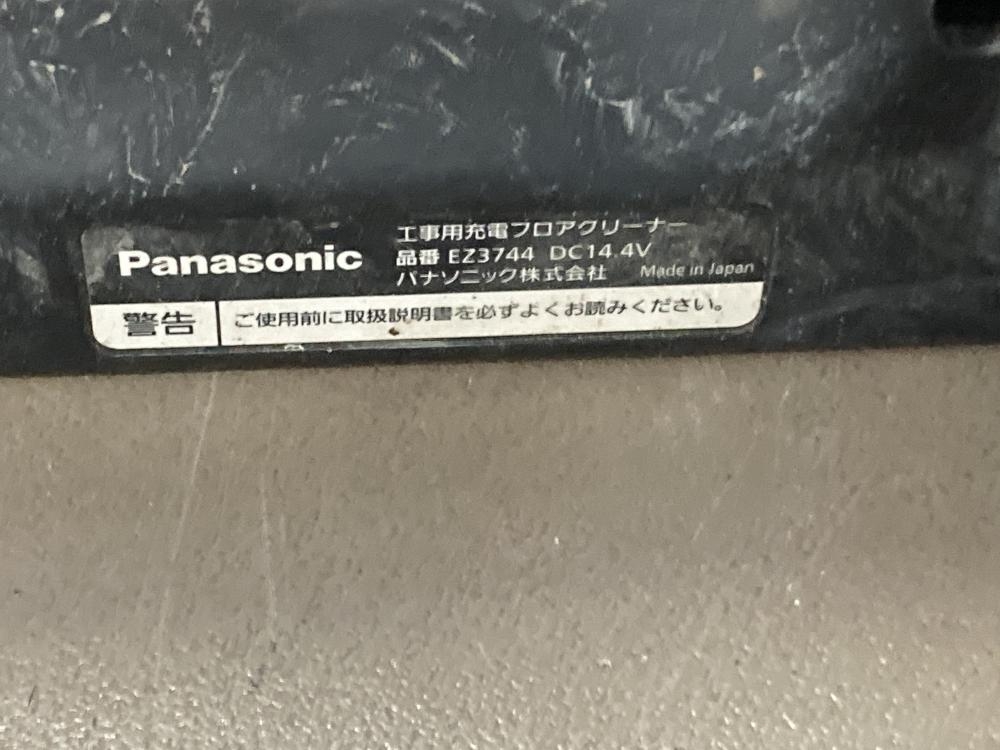 Panasonic
工事用充電フロアクリーナー
品番 EZ3744 DC14.4V
パナソニック株式会社 Made in Japan
警告 ご使用前に取扱説明書を必ずよくお読みください。